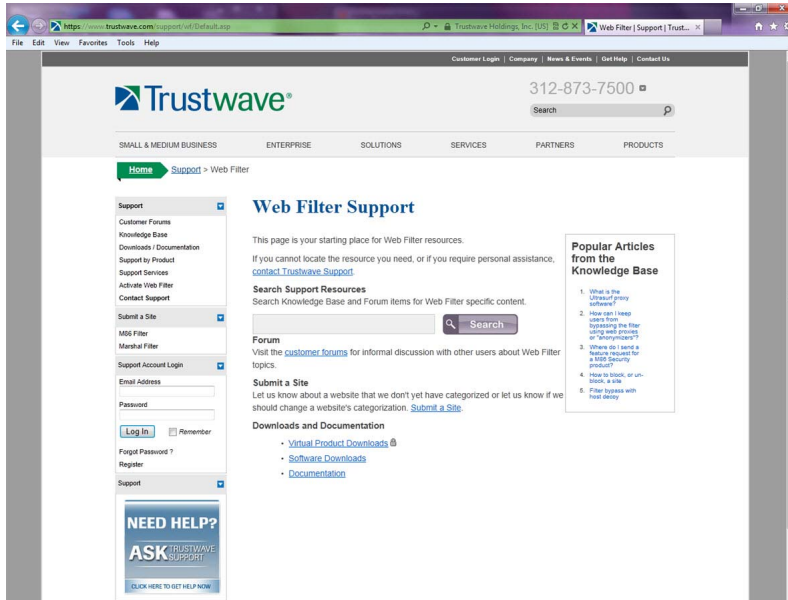 https://www.trustwave.com/support/wf/Default.asp
Trustwave Holdings, Inc. [US]
Web Filter | Support | Trust...
File Edit View Favorites Tools Help
Customer Login | Company | News & Events | Get Help | Contact Us
Trustwave®
312-873-7500
Search
SMALL & MEDIUM BUSINESS ENTERPRISE SOLUTIONS SERVICES PARTNERS PRODUCTS
Home Support > Web Filter
Support
Customer Forums
Knowledge Base
Downloads / Documentation
Support by Product
Support Services
Activate Web Filter
Contact Support
Submit a Site
M86 Filter
Marshal Filter
Support Account Login
Email Address
Password
Log In Remember
Forgot Password ?
Register
Support
NEED HELP?
ASK TRUSTWAVE
SUPPORT
CLICK HERE TO GET HELP NOW
Web Filter Support
This page is your starting place for Web Filter resources.
If you cannot locate the resource you need, or if you require personal assistance,
contact Trustwave Support.
Search Support Resources
Search Knowledge Base and Forum items for Web Filter specific content.
Search
Forum
Visit the customer forums for informal discussion with other users about Web Filter
topics.
Submit a Site
Let us know about a website that we don't yet have categorized or let us know if we
should change a website's categorization. Submit a Site.
Downloads and Documentation
• Virtual Product Downloads
• Software Downloads
• Documentation
Popular Articles
from the
Knowledge Base
1. What is the
Ultrasurf proxy
software?
2. How can I keep
users from
bypassing the filter
using web proxies
or "anonymizers"?
3. Where do I send a
feature request for
a M86 Security
product?
4. How to block, or un-
block, a site
5. Filter bypass with
host decoy